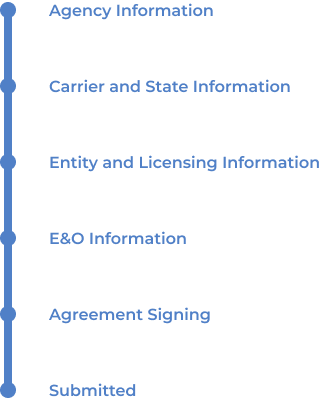 Agency Information
Carrier and State Information
Entity and Licensing Information
E&O Information
Agreement Signing
Submitted